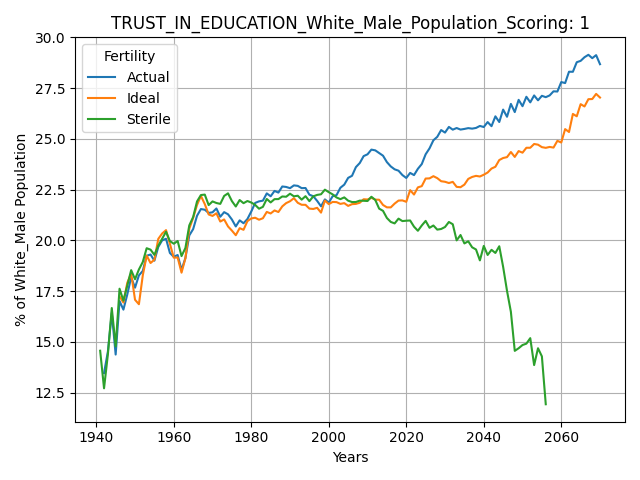 TRUST_IN_EDUCATION_White_Male_Population_Scoring: 1
% of White_Male Population
30.0
27.5
25.0
22.5
20.0
17.5
15.0
12.5
Fertility
Actual
Ideal
Sterile
1940 1960 1980 2000 2020 2040 2060
Years